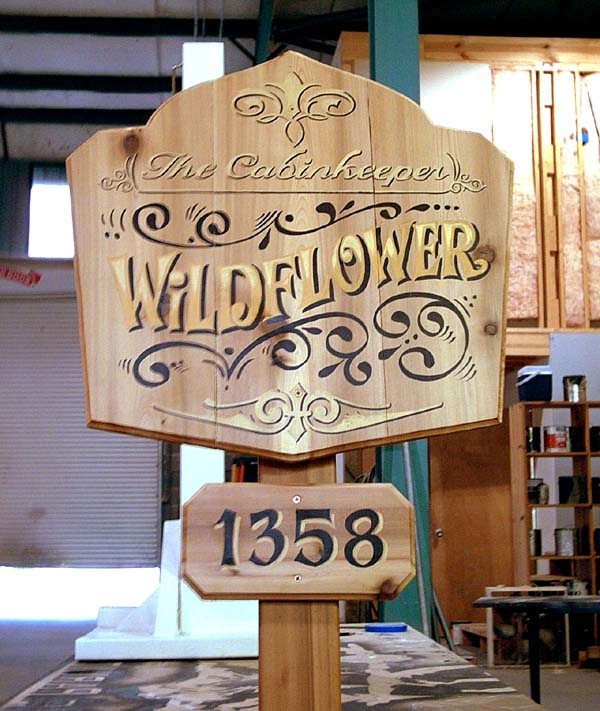 The Cabinkeeper
WiLDFLOWER
1358